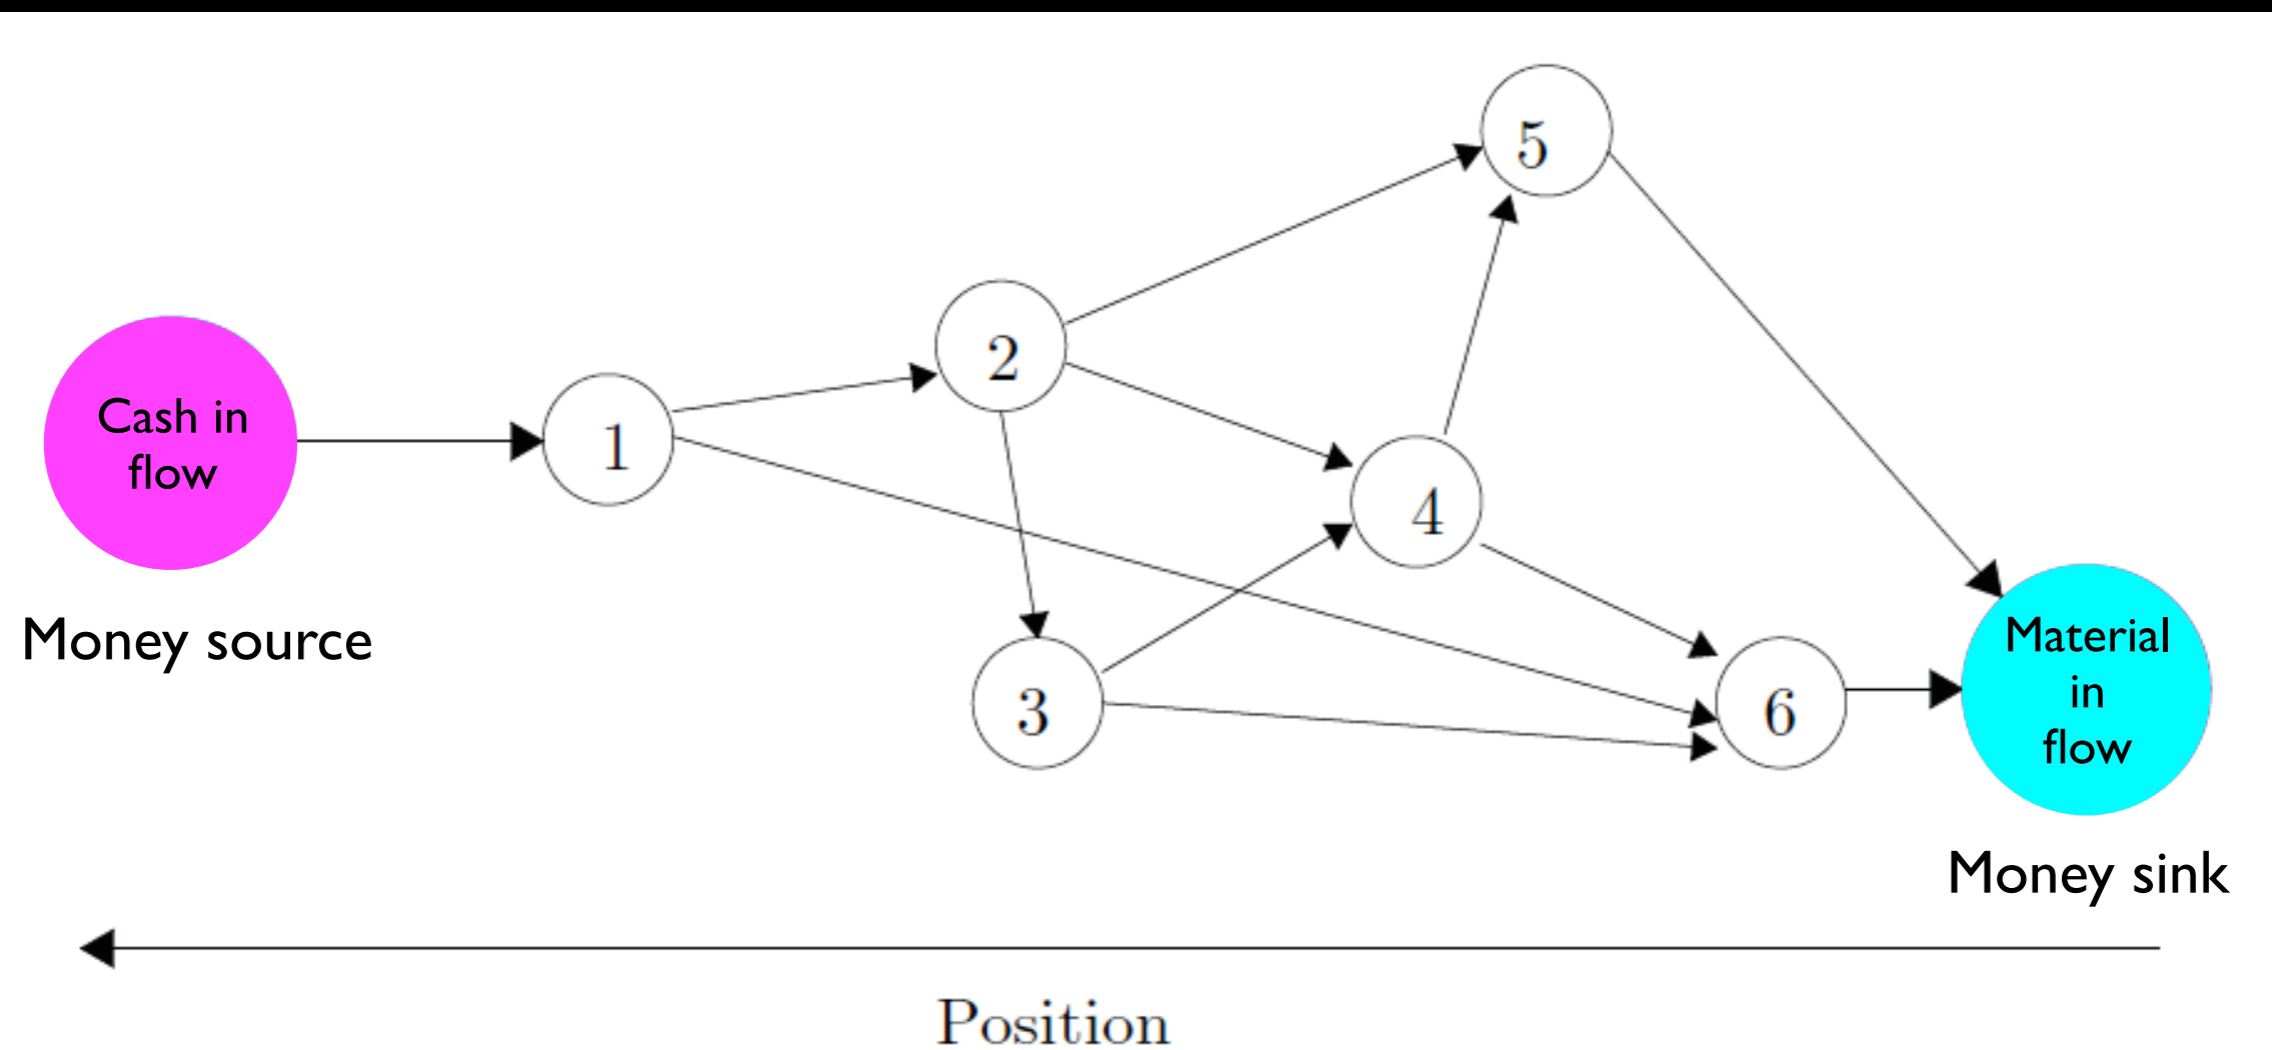 5
2
Cash in
flow
1
4
Money source
Material
in
flow
3
6
Money sink
Position